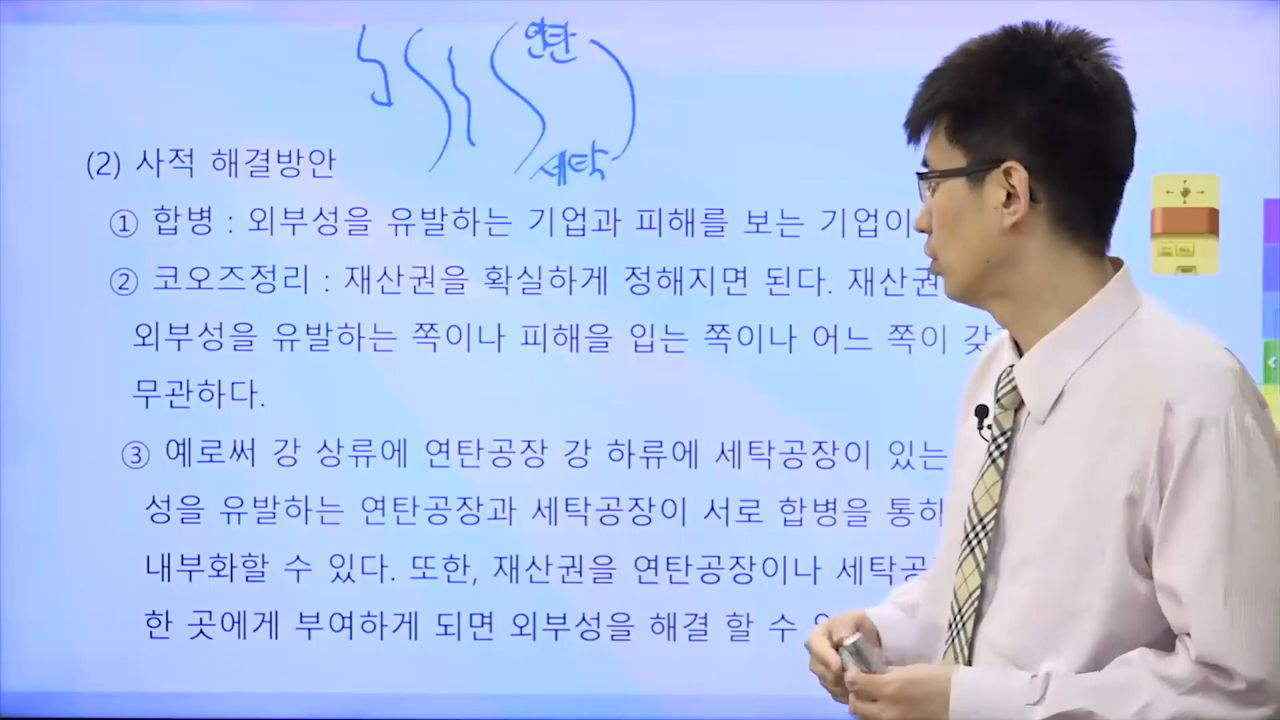 연탄
세탁
(2) 사적 해결방안
① 합병 : 외부성을 유발하는 기업과 피해를 보는 기업이
② 코오즈정리 : 재산권을 확실하게 정해지면 된다. 재산권
외부성을 유발하는 쪽이나 피해을 입는 쪽이나 어느 쪽이 갖
무관하다.
③ 예로써 강 상류에 연탄공장 강 하류에 세탁공장이 있는
성을 유발하는 연탄공장과 세탁공장이 서로 합병을 통하
내부화할 수 있다. 또한, 재산권을 연탄공장이나 세탁공
한 곳에게 부여하게 되면 외부성을 해결 할 수